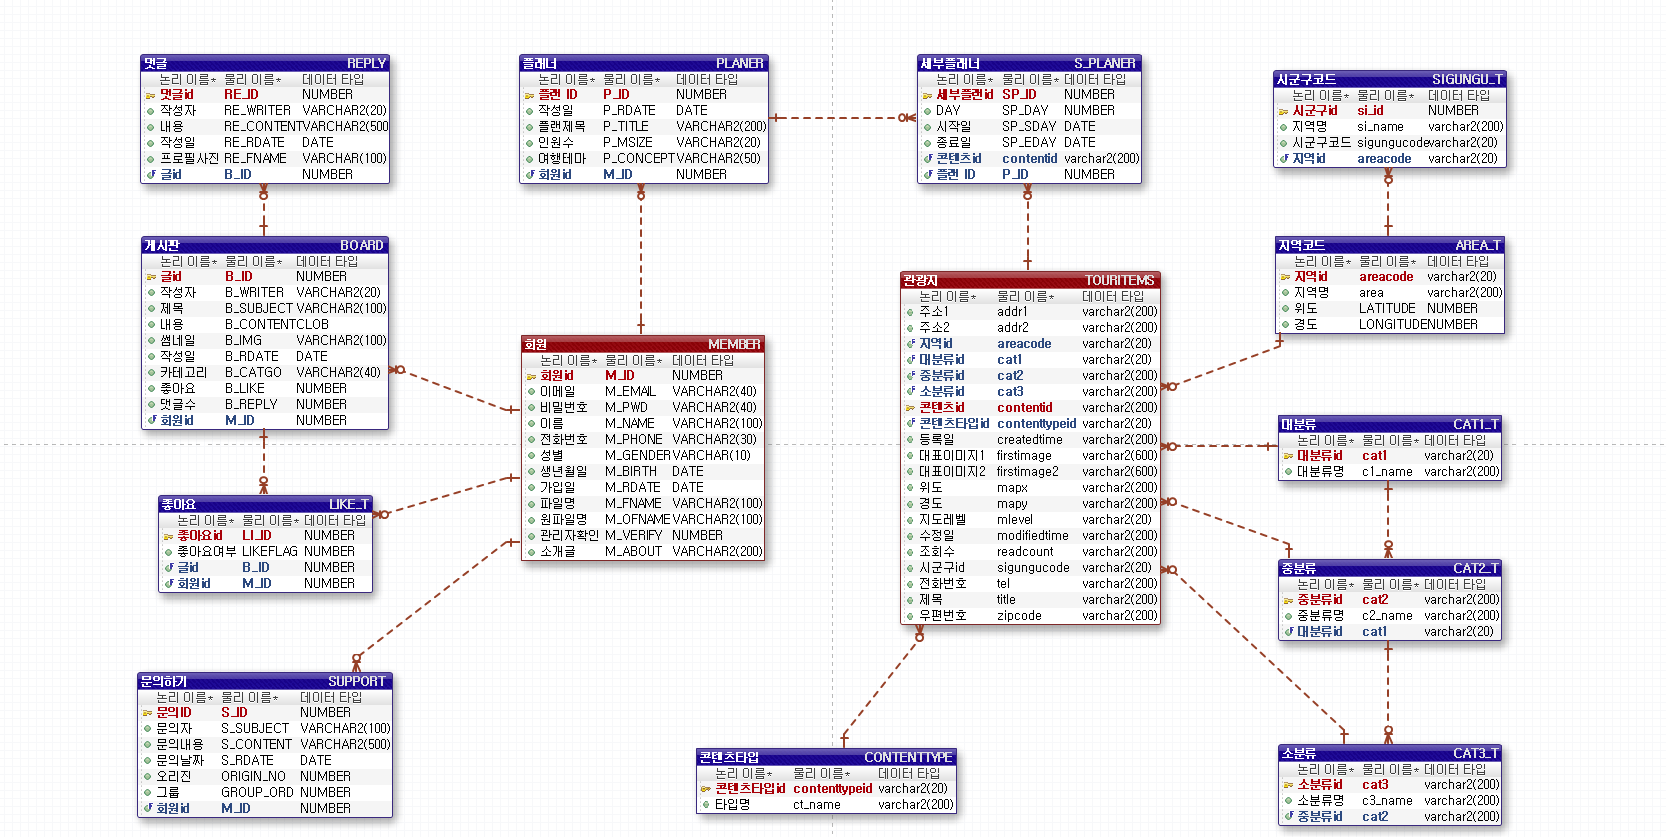 댓글 REPLY
논리 이름* 물리 이름* 데이터 타입
댓글id RE_ID NUMBER
작성자 RE_WRITER VARCHAR2(20)
내용 RE_CONTENTVARCHAR2(500
작성일 RE_RDATE DATE
프로필사진 RE_FNAME VARCHAR(100)
글id B_ID NUMBER
플래너 PLANER
논리 이름* 물리 이름* 데이터 타입
플랜 ID P_ID NUMBER
작성일 P_RDATE DATE
플랜제목 P_TITLE VARCHAR2(200)
인원수 P_MSIZE VARCHAR2(20)
여행테마 P_CONCEPTVARCHAR2(50)
회원id M_ID NUMBER
세부플래너 S_PLANER
논리 이름* 물리 이름* 데이터 타입
세부플랜id SP_ID NUMBER
DAY SP_DAY NUMBER
시작일 SP_SDAY DATE
종료일 SP_EDAY DATE
콘텐츠id contentid varchar2(200)
플랜 ID P_ID NUMBER
시군구코드 SIGUNGU_T
논리 이름* 물리 이름* 데이터 타입
시군구id si_id NUMBER
지역명 si_name varchar2(200)
시군구코드 sigungucodevarchar2(20)
지역id areacode varchar2(20)
게시판 BOARD
논리 이름* 물리 이름* 데이터 타입
글id B_ID NUMBER
작성자 B_WRITER VARCHAR2(20)
제목 B_SUBJECT VARCHAR2(100)
내용 B_CONTENTCLOB
썸네일 B_IMG VARCHAR2(100)
작성일 B_RDATE DATE
카테고리 B_CATGO VARCHAR2(40)
좋아요 B_LIKE NUMBER
댓글수 B_REPLY NUMBER
회원id M_ID NUMBER
지역코드 AREA_T
논리 이름* 물리 이름* 데이터 타입
지역id areacode varchar2(20)
지역명 area varchar2(200)
위도 LATITUDE NUMBER
경도 LONGITUDENUMBER
관광지 TOURITEMS
논리 이름* 물리 이름* 데이터 타입
주소1 addr1 varchar2(200)
주소2 addr2 varchar2(200)
지역id areacode varchar2(20)
대분류id cat1 varchar2(20)
중분류id cat2 varchar2(200)
소분류id cat3 varchar2(200)
콘텐츠id contentid varchar2(200)
콘텐츠타입id contenttypeid varchar2(20)
등록일 createdtime varchar2(200)
대표이미지1 firstimage varchar2(600)
대표이미지2 firstimage2 varchar2(600)
위도 mapx varchar2(200)
경도 mapy varchar2(200)
지도레벨 mlevel varchar2(20)
수정일 modifiedtime varchar2(200)
조회수 readcount varchar2(200)
시군구id sigungucode varchar2(20)
전화번호 tel varchar2(200)
제목 title varchar2(200)
우편번호 zipcode varchar2(200)
회원 MEMBER
논리 이름* 물리 이름* 데이터 타입
회원id M_ID NUMBER
이메일 M_EMAIL VARCHAR2(40)
비밀번호 M_PWD VARCHAR2(40)
이름 M_NAME VARCHAR2(100)
전화번호 M_PHONE VARCHAR2(30)
성별 M_GENDERVARCHAR(10)
생년월일 M_BIRTH DATE
가입일 M_RDATE DATE
파일명 M_FNAME VARCHAR2(100)
원파일명 M_OFNAMEVARCHAR2(100)
관리자확인 M_VERIFY NUMBER
소개글 M_ABOUT VARCHAR2(200)
대분류 CAT1_T
논리 이름* 물리 이름* 데이터 타입
대분류id cat1 varchar2(20)
대분류명 c1_name varchar2(200)
좋아요 LIKE_T
논리 이름* 물리 이름* 데이터 타입
좋아요id LI_ID NUMBER
좋아요여부 LIKEFLAG NUMBER
글id B_ID NUMBER
회원id M_ID NUMBER
중분류 CAT2_T
논리 이름* 물리 이름* 데이터 타입
중분류id cat2 varchar2(200)
중분류명 c2_name varchar2(200)
대분류id cat1 varchar2(20)
문의하기 SUPPORT
논리 이름* 물리 이름* 데이터 타입
문의ID S_ID NUMBER
문의자 S_SUBJECT VARCHAR2(100)
문의내용 S_CONTENT VARCHAR2(500)
문의날짜 S_RDATE DATE
오리진 ORIGIN_NO NUMBER
그룹 GROUP_ORD NUMBER
회원id M_ID NUMBER
콘텐츠타입 CONTENTTYPE
논리 이름* 물리 이름* 데이터 타입
콘텐츠타입id contenttypeid varchar2(20)
타입명 ct_name varchar2(200)
소분류 CAT3_T
논리 이름* 물리 이름* 데이터 타입
소분류id cat3 varchar2(200)
소분류명 c3_name varchar2(200)
중분류id cat2 varchar2(200)